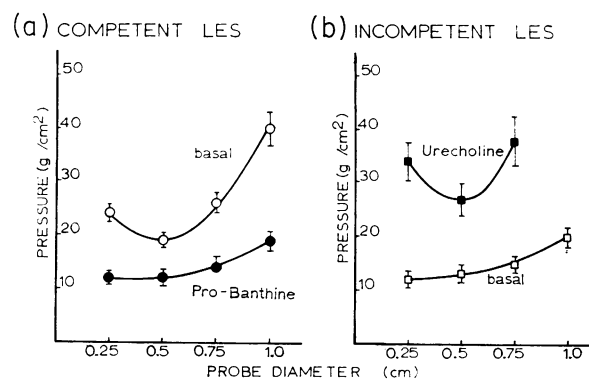 (a) COMPETENT LES
(b) INCOMPETENT LES
PRESSURE (g /cm²)
50
40
30
20
10
basal
Pro-Banthine
0.25 0.5 0.75 1.0
PRESSURE (g /cm²)
50
40
30
20
10
Urecholine
basal
0.25 0.5 0.75 1.0
PROBE DIAMETER (cm)